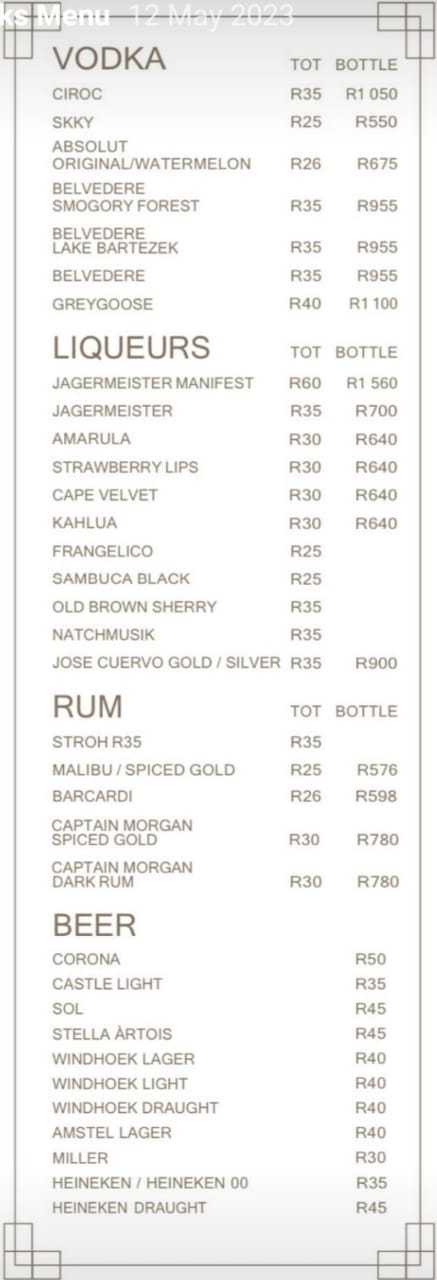 ks Menu 12 May 2023
VODKA TOT BOTTLE
CIROC R35 R1 050
SKKY R25 R550
ABSOLUT
ORIGINAL/WATERMELON R26 R675
BELVEDERE
SMOGORY FOREST R35 R955
BELVEDERE
LAKE BARTEZEK R35 R955
BELVEDERE R35 R955
GREYGOOSE R40 R1 100
LIQUEURS TOT BOTTLE
JAGERMEISTER MANIFEST R60 R1 560
JAGERMEISTER R35 R700
AMARULA R30 R640
STRAWBERRY LIPS R30 R640
CAPE VELVET R30 R640
KAHLUA R30 R640
FRANGELICO R25
SAMBUCA BLACK R25
OLD BROWN SHERRY R35
NATCHMUSIK R35
JOSE CUERVO GOLD / SILVER R35 R900
RUM TOT BOTTLE
STROH R35 R35
MALIBU / SPICED GOLD R25 R576
BARCARDI R26 R598
CAPTAIN MORGAN
SPICED GOLD R30 R780
CAPTAIN MORGAN
DARK RUM R30 R780
BEER
CORONA R50
CASTLE LIGHT R35
SOL R45
STELLA ÀRTOIS R45
WINDHOEK LAGER R40
WINDHOEK LIGHT R40
WINDHOEK DRAUGHT R40
AMSTEL LAGER R40
MILLER R30
HEINEKEN / HEINEKEN 00 R35
HEINEKEN DRAUGHT R45